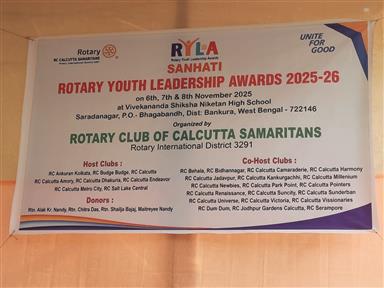 Rotary
RC CALCUTTA SAMARITANS
RYLA
Rotary Youth Leadership Awards
UNITE
FOR
GOOD
SANHATI
ROTARY YOUTH LEADERSHIP AWARDS 2025-26
on 6th, 7th & 8th November 2025
at Vivekananda Shiksha Niketan High School
Saradanagar, P.O.- Bhagabandh, Dist: Bankura, West Bengal - 722146
Organized by
ROTARY CLUB OF CALCUTTA SAMARITANS
Rotary International District 3291
Host Clubs :
RC Ankuran Kolkata, RC Budge Budge, RC Calcutta
RC Calcutta Amory, RC Calcutta Dhakuria, RC Calcutta Endeavor
RC Calcutta Metro City, RC Salt Lake Central
Donors :
Rtn. Alak Kr. Nandy, Rtn. Chitra Das, Rtn. Shailja Bajaj, Maitreyee Nandy
Co-Host Clubs :
RC Behala, RC Bidhannagar, RC Calcutta Camaraderie, RC Calcutta Harmony
RC Calcutta Jadavpur, RC Calcutta Kankurgachhi, RC Calcutta Millenium
RC Calcutta Newbies, RC Calcutta Park Point, RC Calcutta Pointers
RC Calcutta Renaissance, RC Calcutta Suncity, RC Calcutta Sunderban
RC Calcutta Universe, RC Calcutta Victoria, RC Calcutta Visionaries
RC Dum Dum, RC Jodhpur Gardens Calcutta, RC Serampore